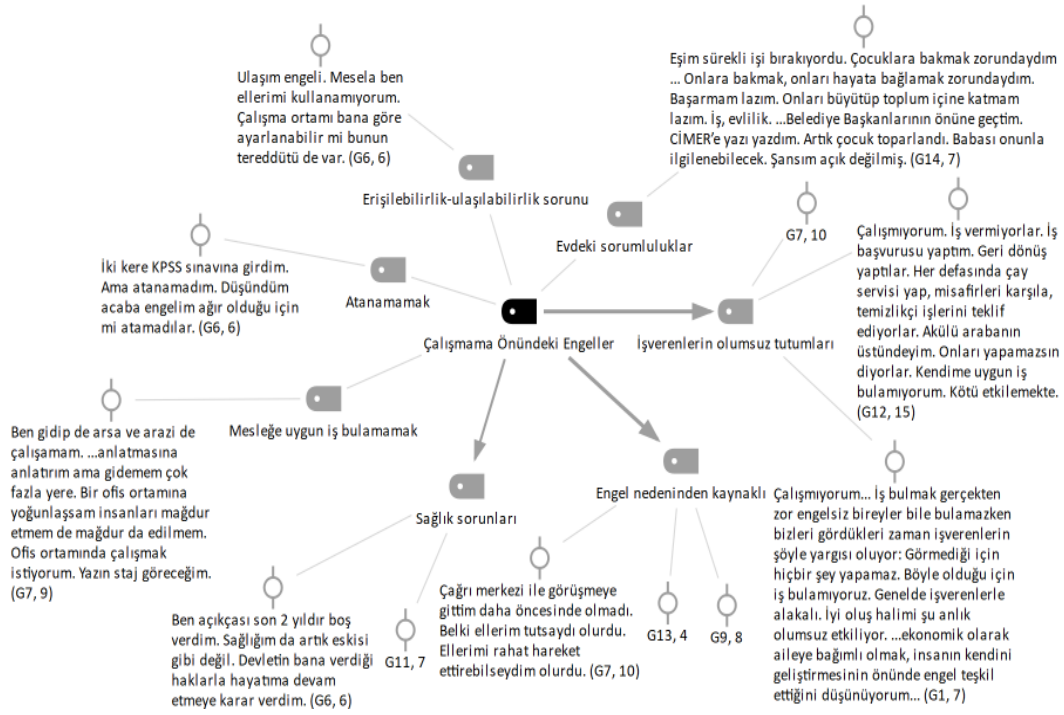 Ulaşım engeli. Mesela ben
ellerimi kullanamıyorum.
Çalışma ortamı bana göre
ayarlanabilir mi bunun
tereddütü de var. (G6, 6)
Eşim sürekli işi bırakıyordu. Çocuklara bakmak zorundaydım
... Onlara bakmak, onları hayata bağlamak zorundaydım.
Başarmam lazım. Onları büyütüp toplum içine katmam
lazım. İş, evlilik. ...Belediye Başkanlarının önüne geçtim.
CİMER'e yazı yazdım. Artık çocuk toparlandı. Babası onunla
ilgilenebilecek. Şansım açık değilmiş. (G14, 7)
Erişilebilirlik-ulaşılabilirlik sorunu
Evdeki sorumluluklar
G7, 10
Çalışmıyorum. İş vermiyorlar. İş
başvurusu yaptım. Geri dönüş
yaptılar. Her defasında çay
servisi yap, misafirleri karşıla,
temizlikçi işlerini teklif
ediyorlar. Akülü arabanın
üstündeyim. Onları yapamazsın
diyorlar. Kendime uygun iş
bulamıyorum. Kötü etkilemekte.
(G12, 15)
İki kere KPSS sınavına girdim.
Ama atanamadım. Düşündüm
acaba engelim ağır olduğu için
mi atamadılar. (G6, 6)
Atanamamak
Çalışmama Önündeki Engeller
İşverenlerin olumsuz tutumları
Mesleğe uygun iş bulamamak
Ben gidip de arsa ve arazi de
çalışamam. ...anlatmasına
anlatırım ama gidemem çok
fazla yere. Bir ofis ortamına
yoğunlaşsam insanları mağdur
etmem de mağdur da edilmem.
Ofis ortamında çalışmak
istiyorum. Yazın staj göreceğim.
(G7, 9)
Sağlık sorunları
Engel nedeninden kaynaklı
Çalışmıyorum... İş bulmak gerçekten
zor engelsiz bireyler bile bulamazken
bizleri gördükleri zaman işverenlerin
şöyle yargısı oluyor: Görmediği için
hiçbir şey yapamaz. Böyle olduğu için
iş bulamıyoruz. Genelde işverenlerle
alakalı. İyi oluş halimi şu anlık
olumsuz etkiliyor. ...ekonomik olarak
aileye bağımlı olmak, insanın kendini
geliştirmesinin önünde engel teşkil
ettiğini düşünüyorum... (G1, 7)
Ben açıkçası son 2 yıldır boş
verdim. Sağlığım da artık eskisi
gibi değil. Devletin bana verdiği
haklarla hayatıma devam
etmeye karar verdim. (G6, 6)
G11, 7
Çağrı merkezi ile görüşmeye
gittim daha öncesinde olmadı.
Belki ellerim tutsaydı olurdu.
Ellerimi rahat hareket
ettirebilseydim olurdu. (G7, 10)
G13, 4
G9, 8